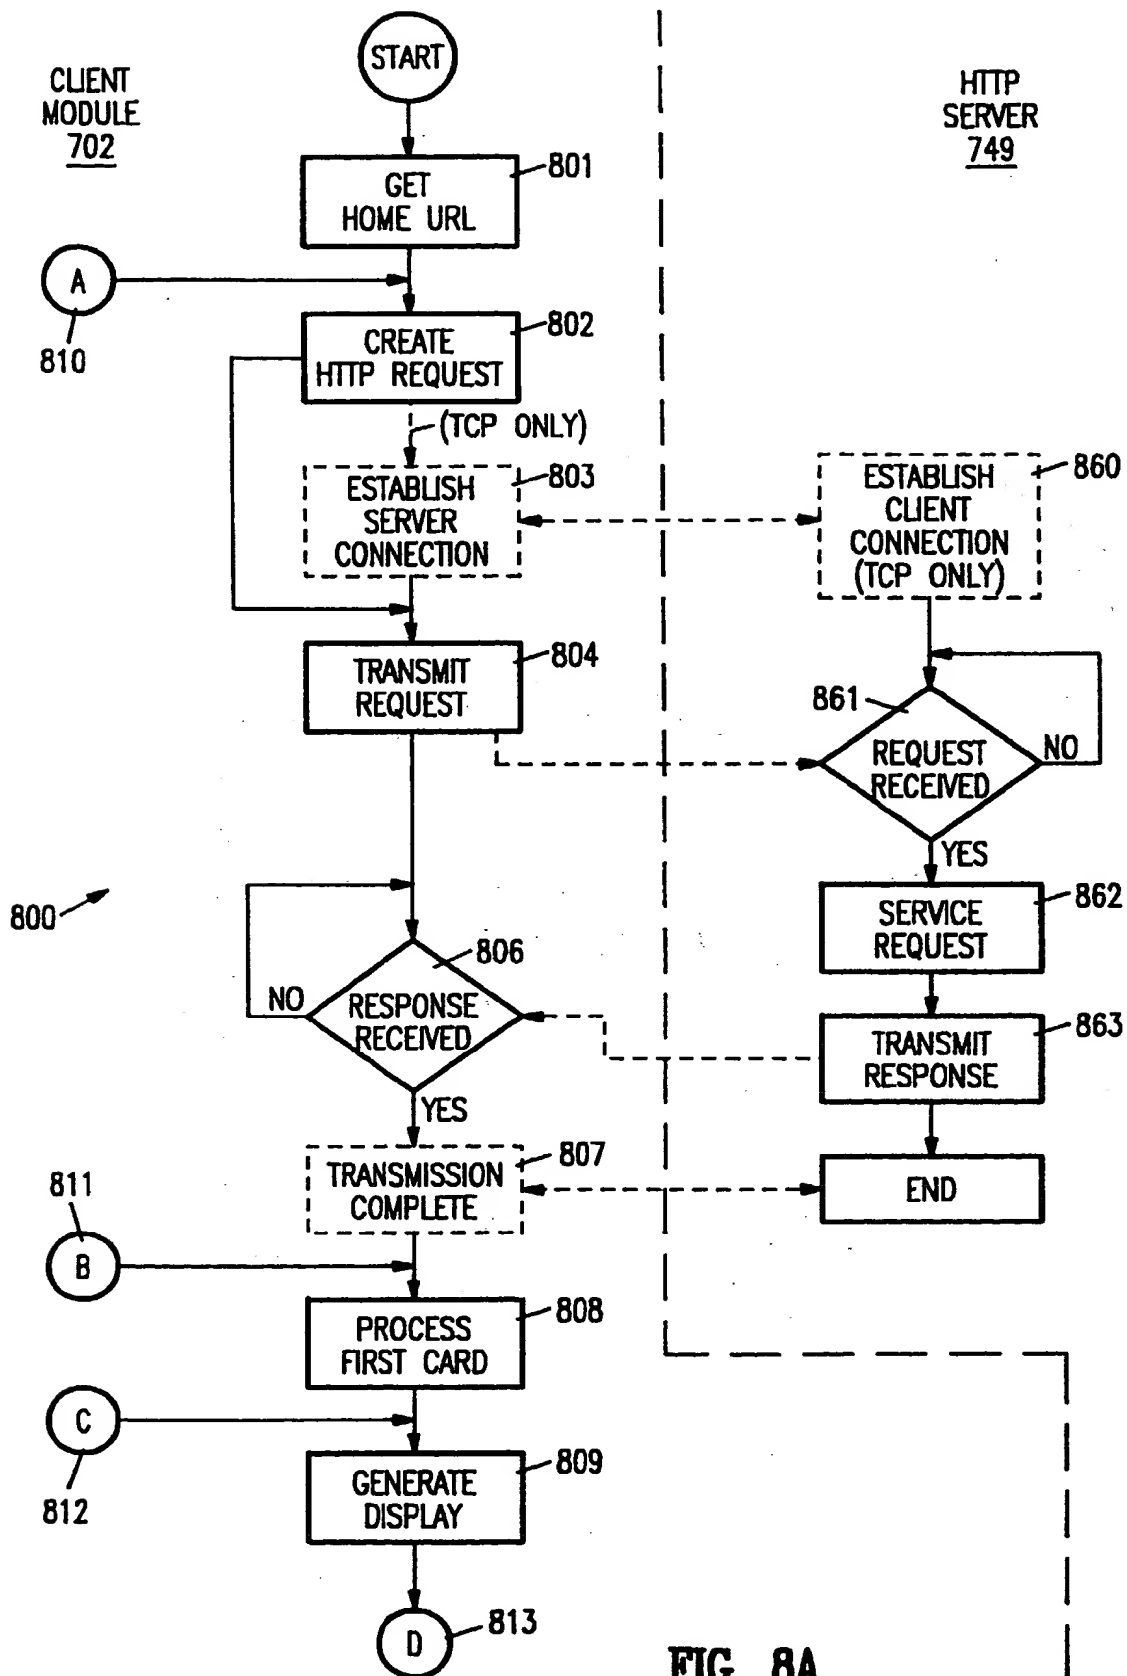 START
CLIENT
MODULE
702
HTTP
SERVER
749
801
GET
HOME URL
A
810
802
CREATE
HTTP REQUEST
(TCP ONLY)
803
ESTABLISH
SERVER
CONNECTION
860
ESTABLISH
CLIENT
CONNECTION
(TCP ONLY)
804
TRANSMIT
REQUEST
861
REQUEST
RECEIVED
NO
YES
800
862
SERVICE
REQUEST
806
RESPONSE
RECEIVED
NO
YES
863
TRANSMIT
RESPONSE
807
TRANSMISSION
COMPLETE
END
811
B
808
PROCESS
FIRST CARD
C
812
809
GENERATE
DISPLAY
D
813
FIG. 8A